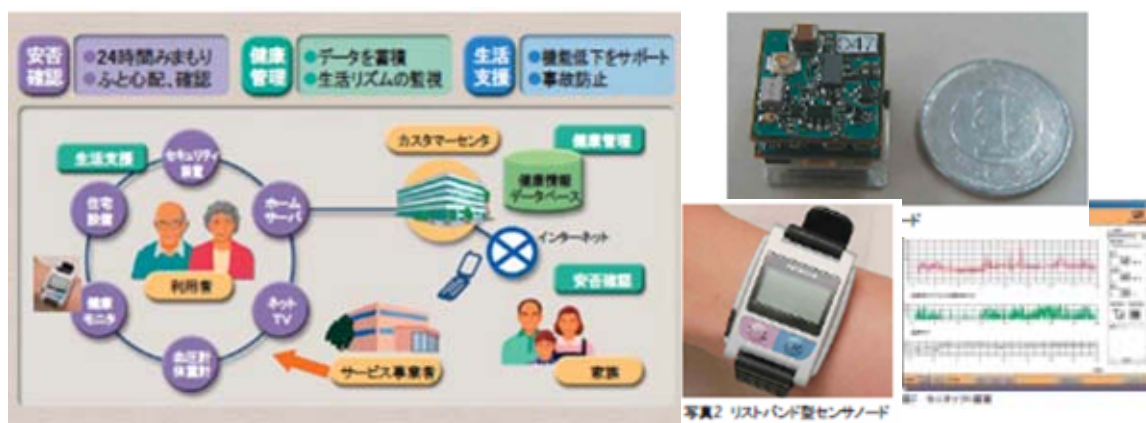 安否
確認
●24時間みまもり
●ふと心配、確認
健康
管理
●データを蓄積
●生活リズムの監視
生活
支援
●機能低下をサポート
●事故防止
生活支援
セキュリティ
装置
住宅
設備
ホーム
サーバ
利用者
健康
モニタ
ネット
TV
血圧計
体重計
カスタマーセンタ
健康管理
健康情報
データベース
インターネット
安否確認
サービス事業者
家族
047
1
ード
写真2 リストバンド型センサノード